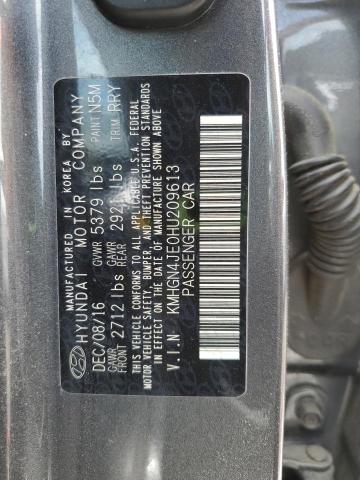 MANUFACTURED IN KOREA BY
HYUNDAI MOTOR COMPANY
DEC/08/16 GVWR 5379 lbs PAINT N5M
GAWR FRONT 2712 lbs GAWR REAR 2921 lbs TRIM RRY
THIS VEHICLE CONFORMS TO ALL APPLICABLE U.S.A. FEDERAL
MOTOR VEHICLE SAFETY, BUMPER, AND THEFT PREVENTION STANDARDS
IN EFFECT ON THE DATE OF MANUFACTURE SHOWN ABOVE.
V.I.N KMHGN4JE0HU209613
PASSENGER CAR